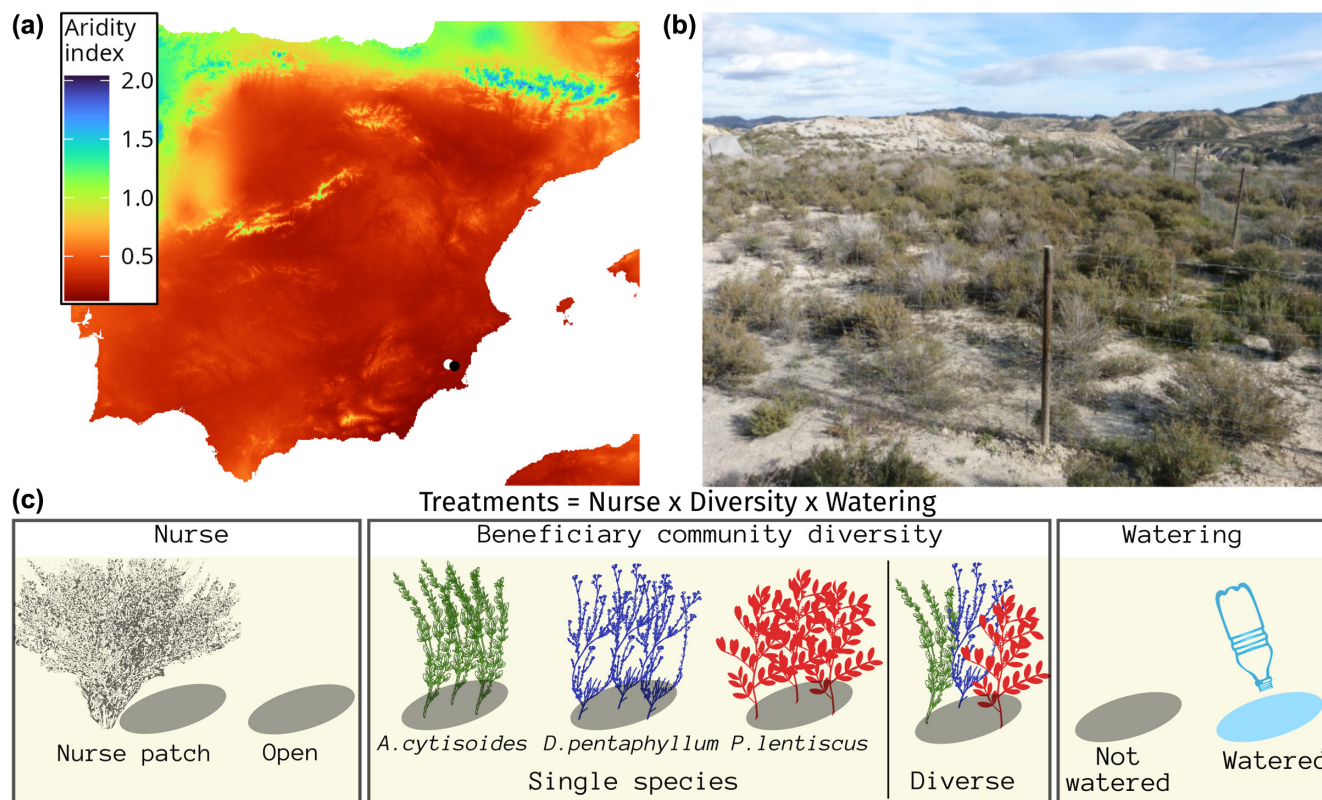 (a)
Aridity
index
2.0
1.5
1.0
0.5
(b)
(c)
Treatments = Nurse x Diversity x Watering
Nurse
Nurse patch
Open
Beneficiary community diversity
A.cytisoides
D.pentaphyllum
P.lentiscus
Single species
Diverse
Watering
Not
watered
Watered